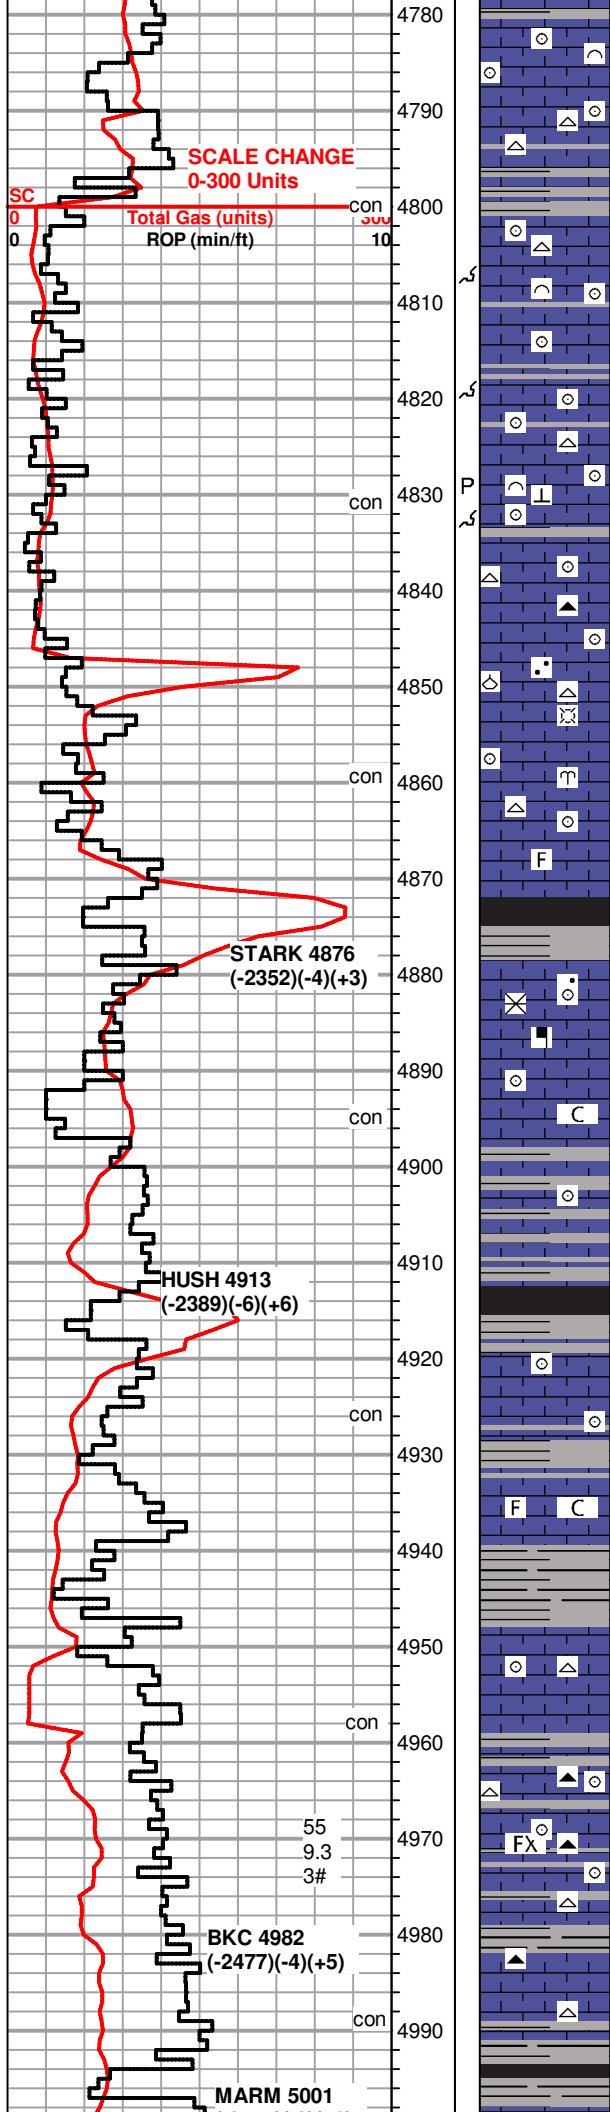 4780
4790
SCALE CHANGE
0-300 Units
SC
con 4800
0 Total Gas (units) 300
0 ROP (min/ft) 10
4810
4820
P
con 4830
4840
4850
con 4860
F
4870
STARK 4876
(-2352)(-4)(+3)
4880
4890
C
con
4900
4910
HUSH 4913
(-2389)(-6)(+6)
4920
con
4930
F C
4940
4950
con
4960
55
9.3
3#
4970
FX
BKC 4982
(-2477)(-4)(+5)
4980
con
4990
MARM 5001